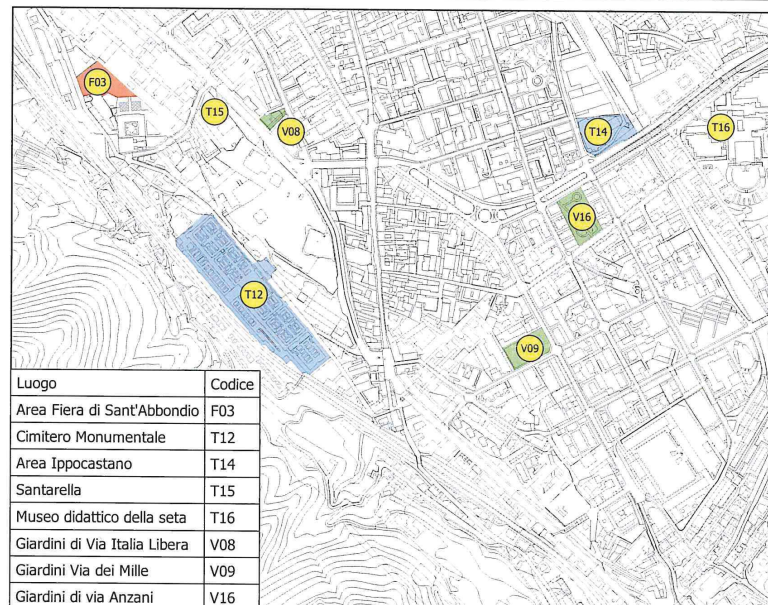 F03
T15
V08
T14
T16
V16
T12
V09
Luogo Codice
Area Fiera di Sant'Abbondio F03
Cimitero Monumentale T12
Area Ippocastano T14
Santarella T15
Museo didattico della seta T16
Giardini di Via Italia Libera V08
Giardini Via dei Mille V09
Giardini di via Anzani V16